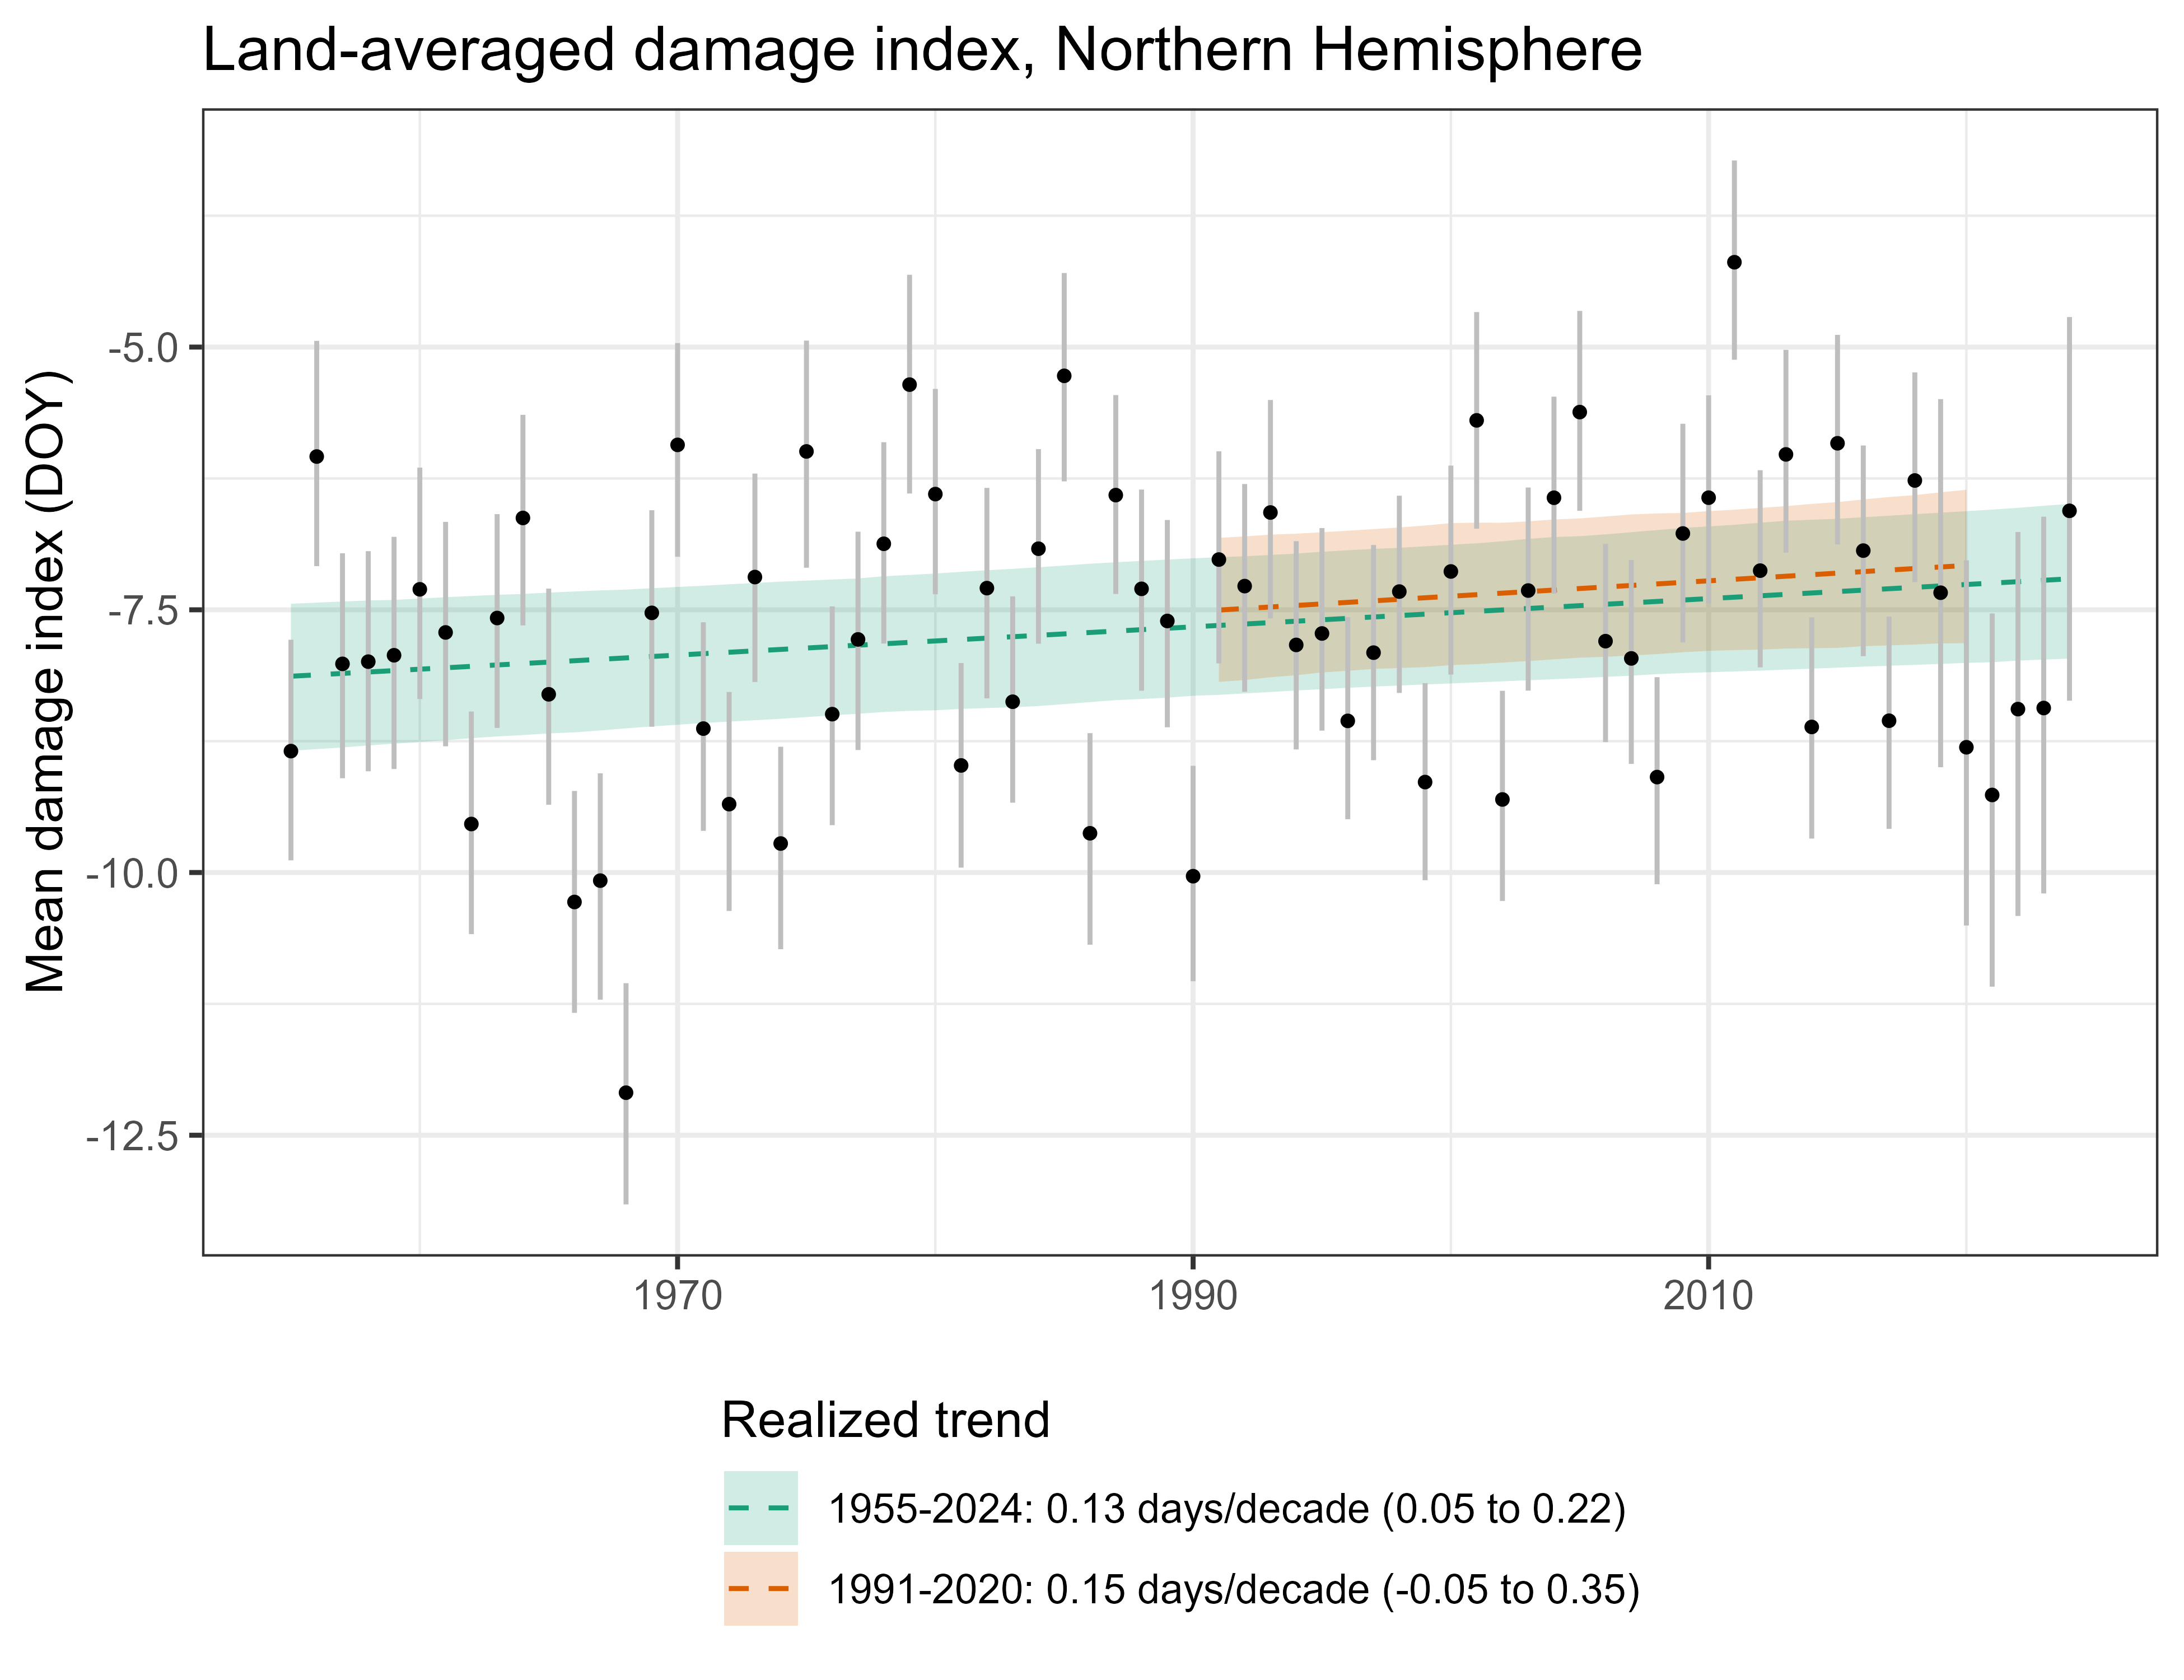 Land-averaged damage index, Northern Hemisphere
Mean damage index (DOY)
-5.0
-7.5
-10.0
-12.5
1970
1990
2010
Realized trend
1955-2024: 0.13 days/decade (0.05 to 0.22)
1991-2020: 0.15 days/decade (-0.05 to 0.35)